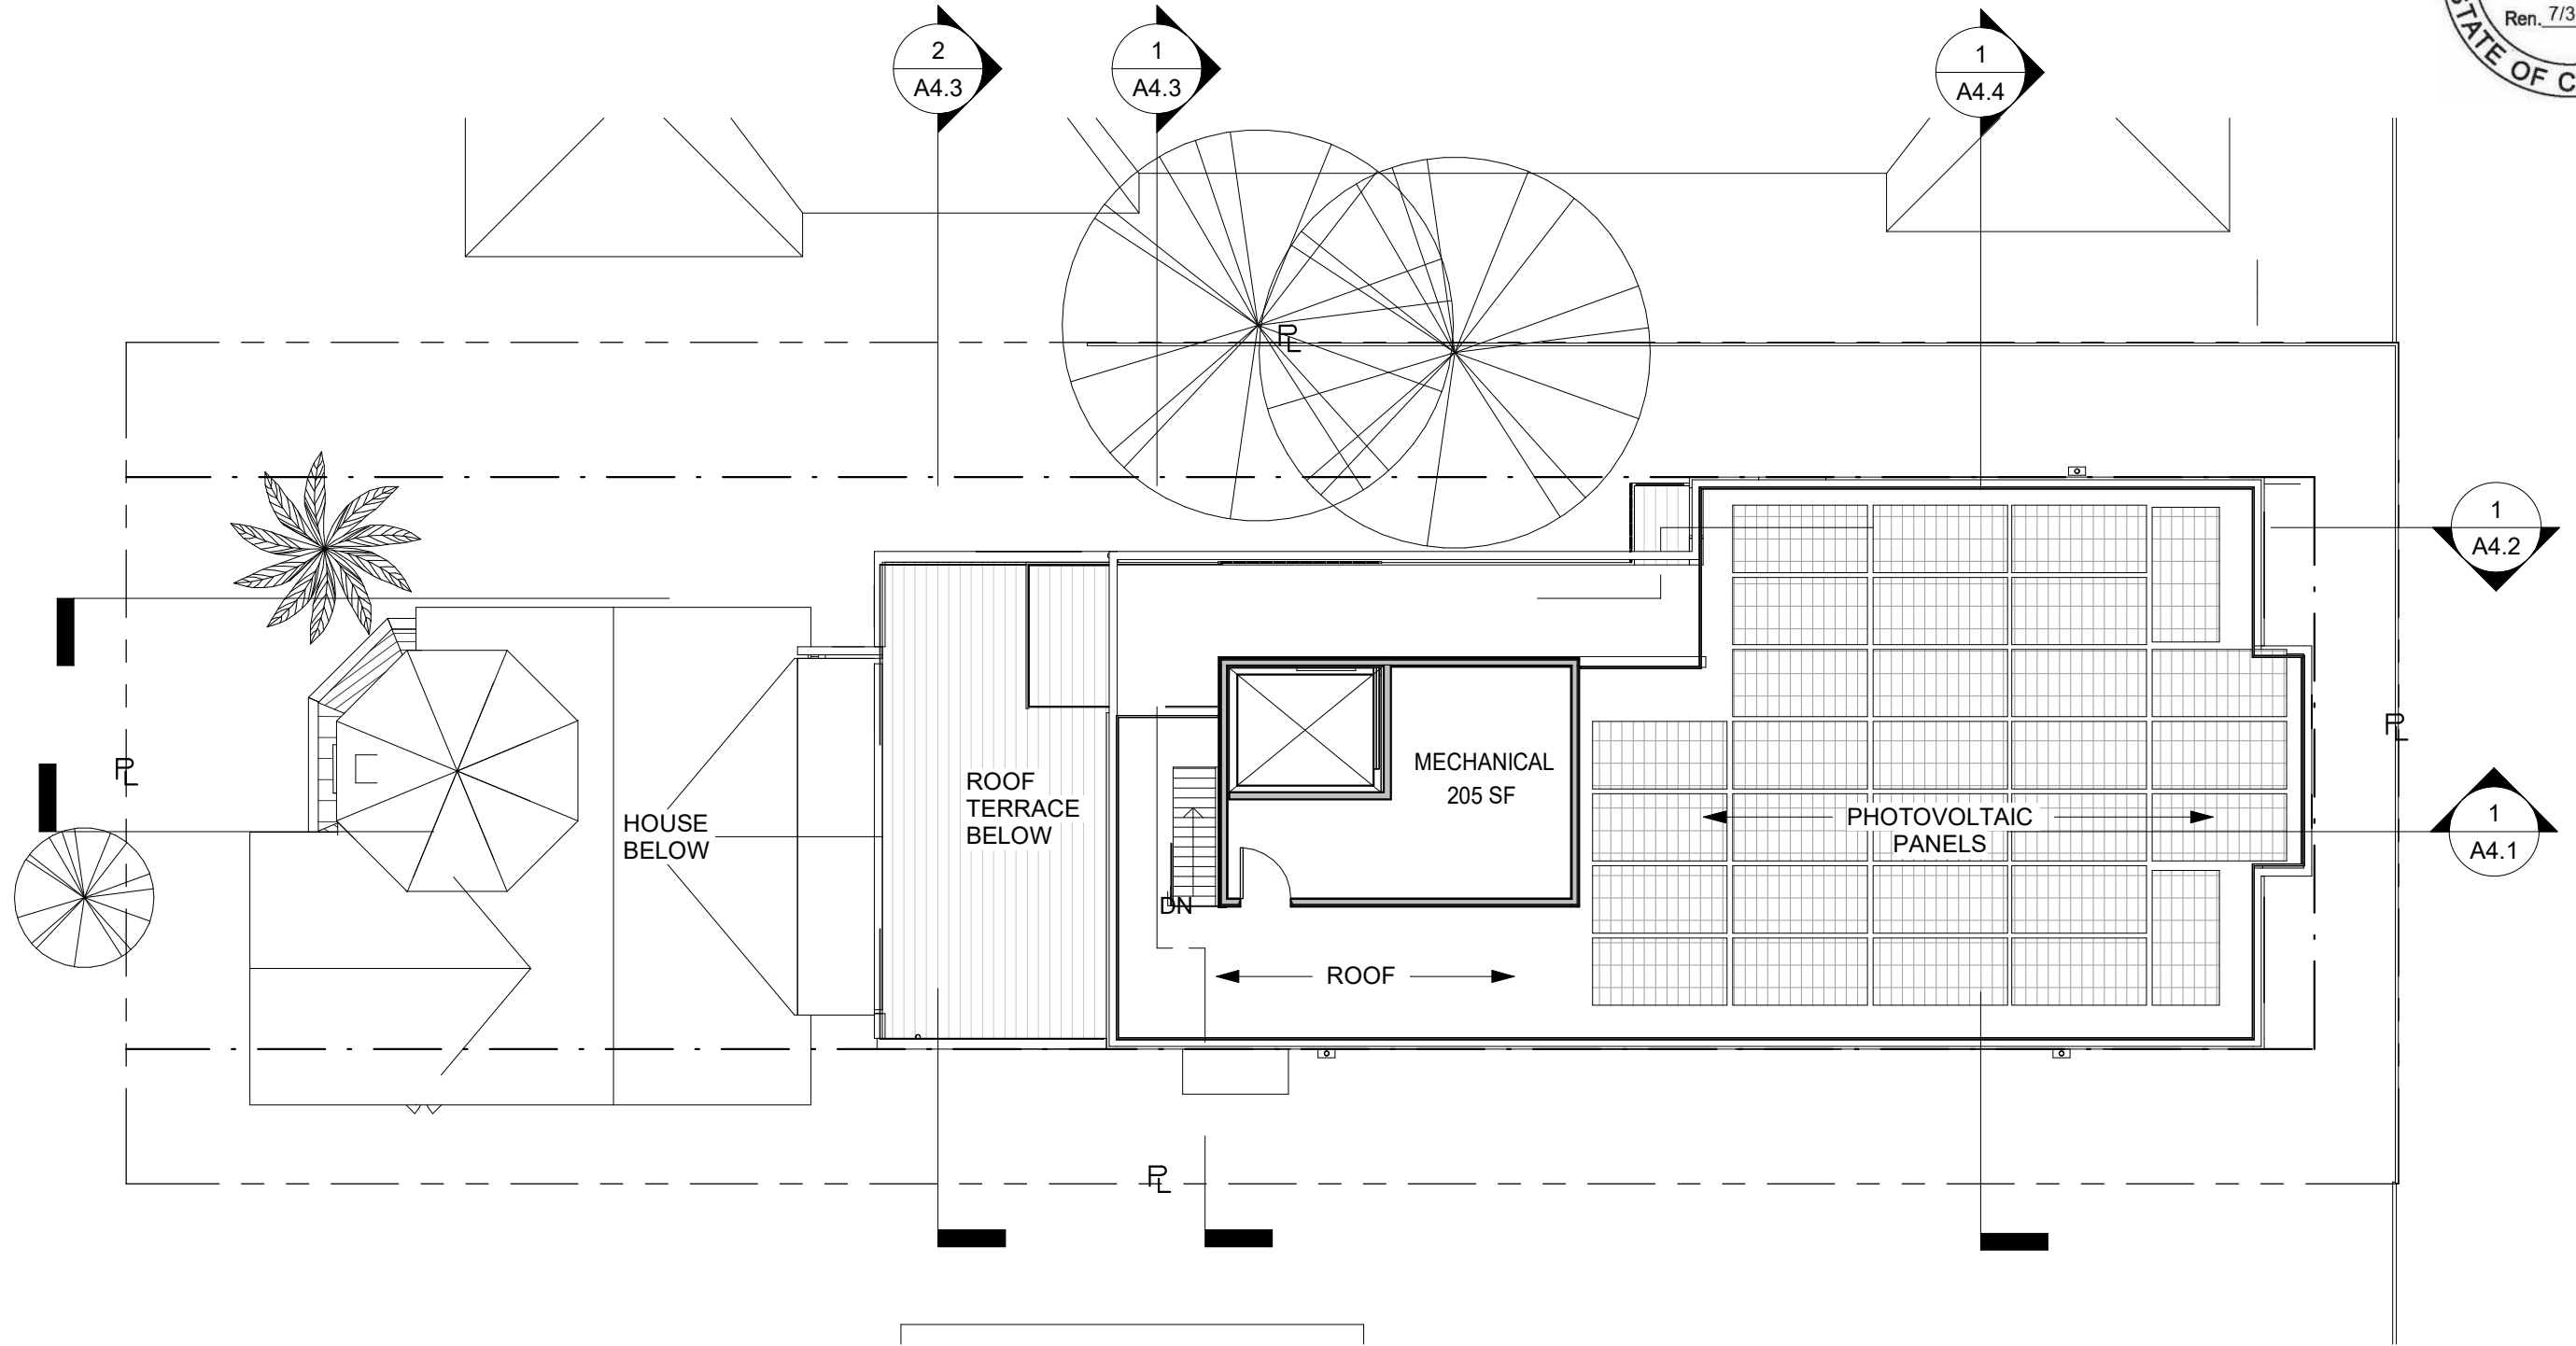 2
A4.3
1
A4.3
1
A4.4
Ren. 7/3
STATE OF C
PL
1
A4.2
PL
PL
MECHANICAL
205 SF
ROOF
TERRACE
BELOW
HOUSE
BELOW
PHOTOVOLTAIC
PANELS
1
A4.1
DN
ROOF
PL